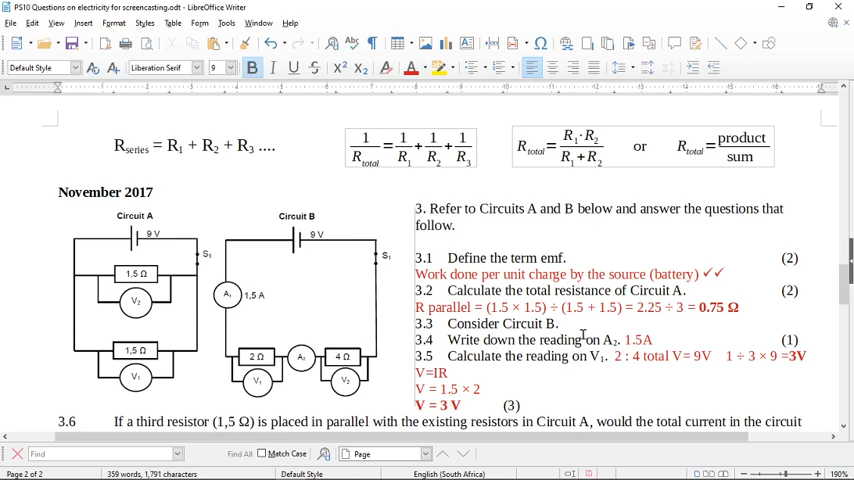 PS10 Questions on electricity for screencasting.odt - LibreOffice Writer
File Edit View Insert Format Styles Table Form Tools Window Help
Default Style Liberation Serif 9
Rseries = R1 + R2 + R3 ....
1/Rtotal = 1/R1 + 1/R2 + 1/R3
Rtotal = R1·R2 / R1+R2 or Rtotal = product / sum
November 2017
Circuit A
9 V
S1
1,5 Ω
V2
1,5 Ω
V1
Circuit B
9 V
S1
A1 1,5 A
2 Ω A2 4 Ω
V1 V2
3. Refer to Circuits A and B below and answer the questions that
follow.
3.1 Define the term emf. (2)
Work done per unit charge by the source (battery) ✓✓
3.2 Calculate the total resistance of Circuit A. (2)
R parallel = (1.5 × 1.5) ÷ (1.5 + 1.5) = 2.25 ÷ 3 = 0.75 Ω
3.3 Consider Circuit B.
3.4 Write down the reading on A2. 1.5A (1)
3.5 Calculate the reading on V1. 2 : 4 total V= 9V 1 ÷ 3 × 9 =3V
V=IR
V = 1.5 × 2
V = 3 V (3)
3.6 If a third resistor (1,5 Ω) is placed in parallel with the existing resistors in Circuit A, would the total current in the circuit
Find Find All Match Case Page
Page 2 of 2 359 words, 1,791 characters Default Style English (South Africa) 190%